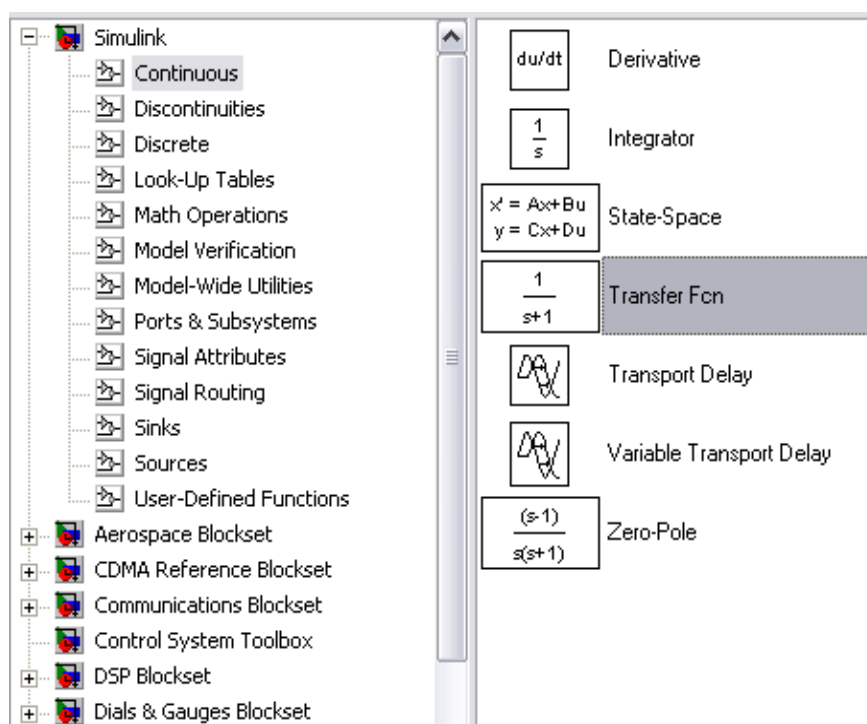 Simulink
Continuous
Discontinuities
Discrete
Look-Up Tables
Math Operations
Model Verification
Model-Wide Utilities
Ports & Subsystems
Signal Attributes
Signal Routing
Sinks
Sources
User-Defined Functions
Aerospace Blockset
CDMA Reference Blockset
Communications Blockset
Control System Toolbox
DSP Blockset
Dials & Gauges Blockset
du/dt Derivative
1
s
Integrator
x' = Ax+Bu
y = Cx+Du
State-Space
1
s+1
Transfer Fcn
Transport Delay
Variable Transport Delay
(s-1)
s(s+1)
Zero-Pole